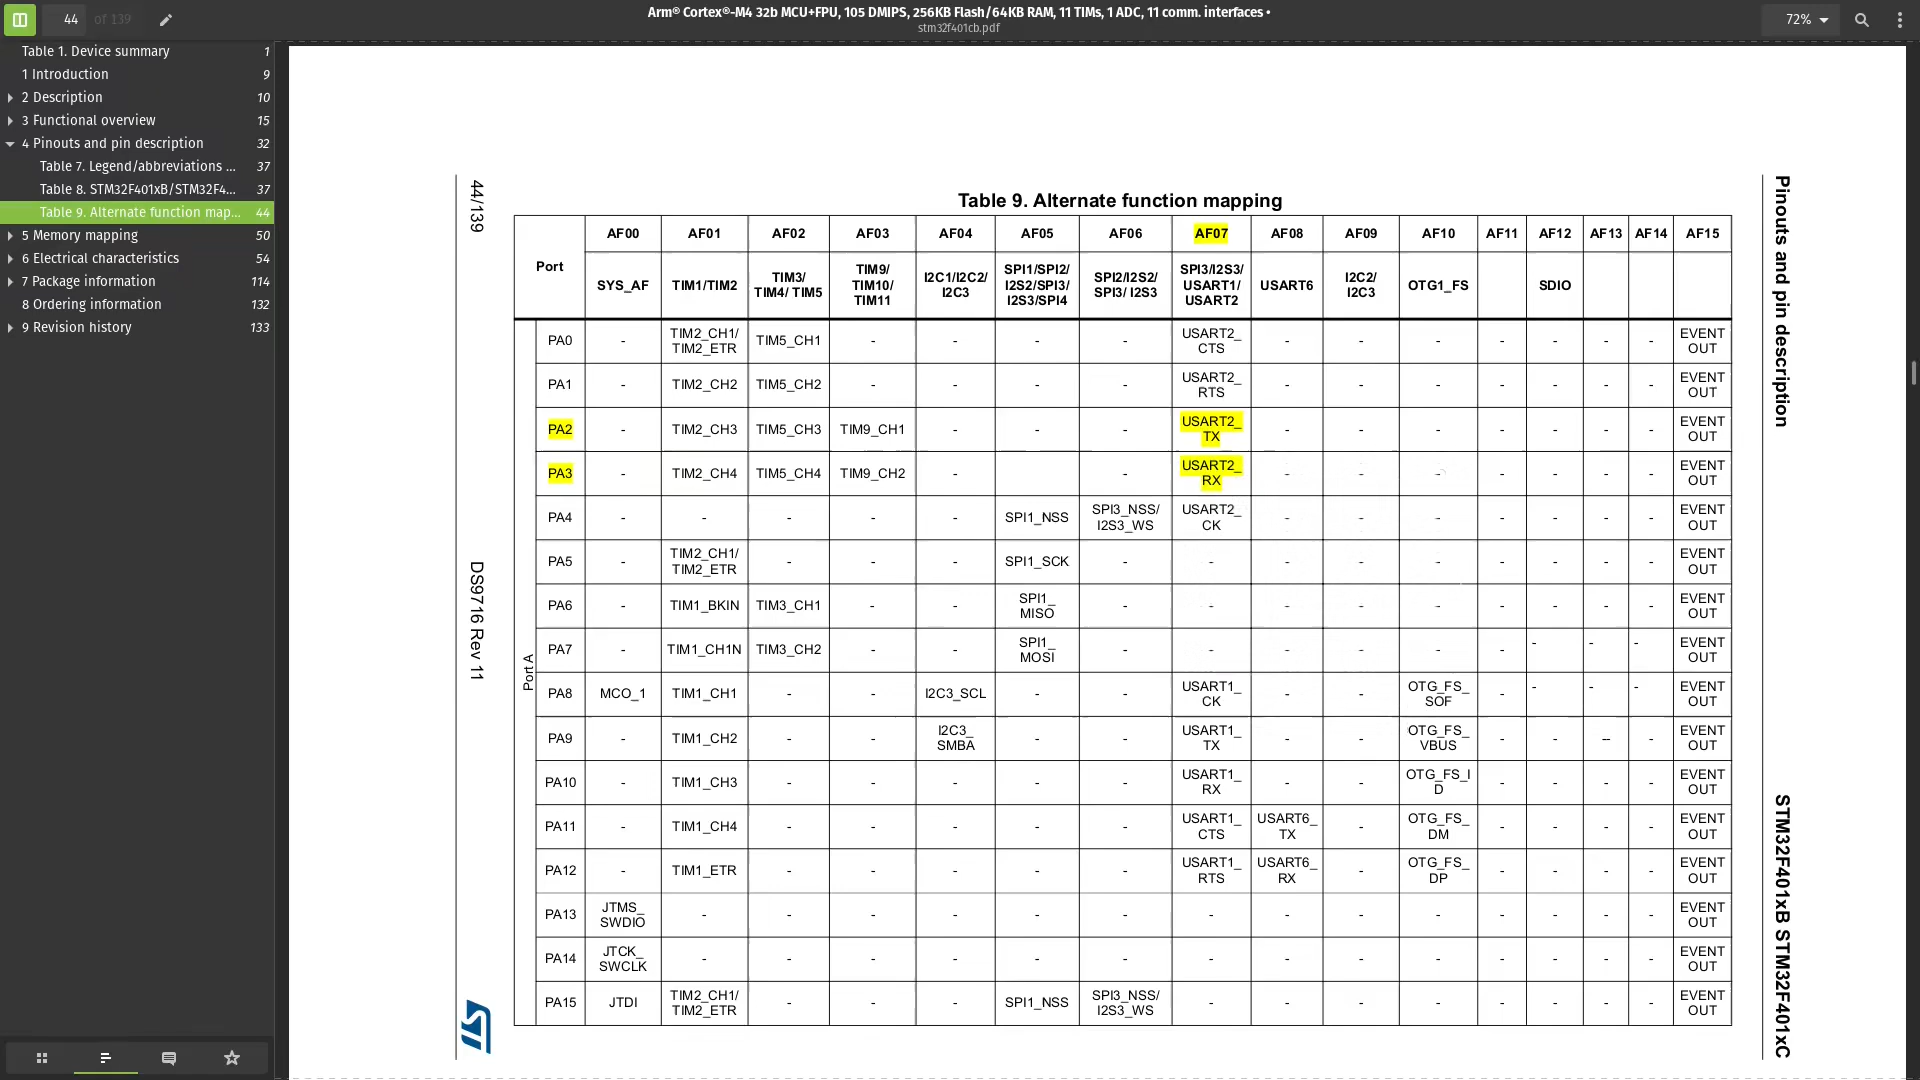 44 of 139
Arm® Cortex®-M4 32b MCU+FPU, 105 DMIPS, 256KB Flash/64KB RAM, 11 TIMs, 1 ADC, 11 comm. interfaces •
stm32f401cb.pdf
72%
Table 1. Device summary 1
1 Introduction 9
2 Description 10
3 Functional overview 15
4 Pinouts and pin description 32
Table 7. Legend/abbreviations ... 37
Table 8. STM32F401xB/STM32F4... 37
Table 9. Alternate function map... 44
5 Memory mapping 50
6 Electrical characteristics 54
7 Package information 114
8 Ordering information 132
9 Revision history 133
44/139
DS9716 Rev 11
Table 9. Alternate function mapping
Port AF00 AF01 AF02 AF03 AF04 AF05 AF06 AF07 AF08 AF09 AF10 AF11 AF12 AF13 AF14 AF15
SYS_AF TIM1/TIM2 TIM3/ TIM4/ TIM5 TIM9/ TIM10/ TIM11 I2C1/I2C2/ I2C3 SPI1/SPI2/ I2S2/SPI3/ I2S3/SPI4 SPI2/I2S2/ SPI3/ I2S3 SPI3/I2S3/ USART1/ USART2 USART6 I2C2/ I2C3 OTG1_FS SDIO
Port A
PA0 - TIM2_CH1/ TIM2_ETR TIM5_CH1 - - - - USART2_ CTS - - - - - - - EVENT OUT
PA1 - TIM2_CH2 TIM5_CH2 - - - - USART2_ RTS - - - - - - - EVENT OUT
PA2 - TIM2_CH3 TIM5_CH3 TIM9_CH1 - - - USART2_ TX - - - - - - - EVENT OUT
PA3 - TIM2_CH4 TIM5_CH4 TIM9_CH2 - - - USART2_ RX - - - - - - - EVENT OUT
PA4 - - - - - SPI1_NSS SPI3_NSS/ I2S3_WS USART2_ CK - - - - - - - EVENT OUT
PA5 - TIM2_CH1/ TIM2_ETR - - - SPI1_SCK - - - - - - - - - EVENT OUT
PA6 - TIM1_BKIN TIM3_CH1 - - SPI1_ MISO - - - - - - - - - EVENT OUT
PA7 - TIM1_CH1N TIM3_CH2 - - SPI1_ MOSI - - - - - - - - - EVENT OUT
PA8 MCO_1 TIM1_CH1 - - I2C3_SCL - - USART1_ CK - - OTG_FS_ SOF - - - - EVENT OUT
PA9 - TIM1_CH2 - - I2C3_ SMBA - - USART1_ TX - - OTG_FS_ VBUS - - -- - EVENT OUT
PA10 - TIM1_CH3 - - - - - USART1_ RX - - OTG_FS_I D - - - - EVENT OUT
PA11 - TIM1_CH4 - - - - - USART1_ CTS USART6_ TX - OTG_FS_ DM - - - - EVENT OUT
PA12 - TIM1_ETR - - - - - USART1_ RTS USART6_ RX - OTG_FS_ DP - - - - EVENT OUT
PA13 JTMS_ SWDIO - - - - - - - - - - - - - - EVENT OUT
PA14 JTCK_ SWCLK - - - - - - - - - - - - - - EVENT OUT
PA15 JTDI TIM2_CH1/ TIM2_ETR - - - SPI1_NSS SPI3_NSS/ I2S3_WS - - - - - - - - EVENT OUT
Pinouts and pin description
STM32F401xB STM32F401xC
ST